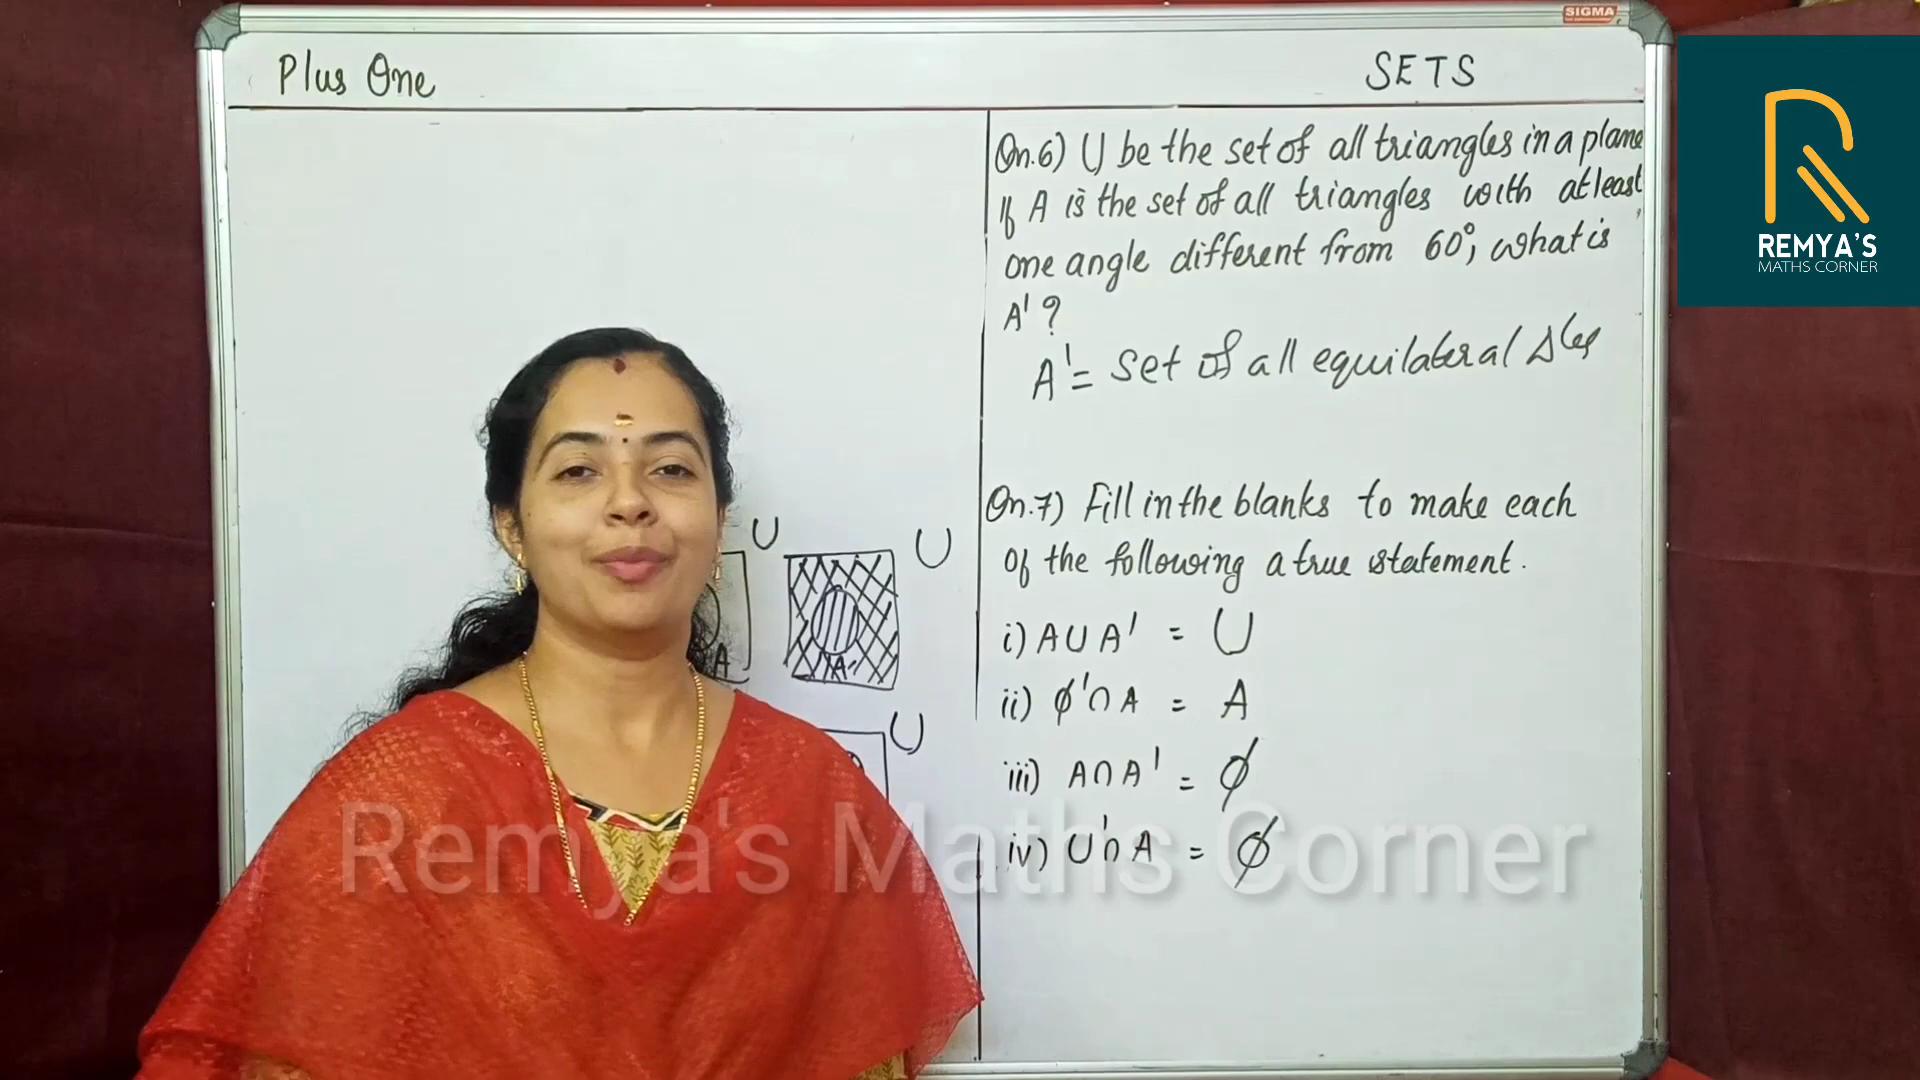 SIGMA
Plus One
SETS
Qn.6) U be the set of all triangles in a plane
If A is the set of all triangles with atleast
one angle different from 60°, what is
A' ?
A' = Set of all equilateral Δles
REMYA'S
MATHS CORNER
U
U
A
A
U
Qn.7) Fill in the blanks to make each
of the following a true statement.
i) A∪A' = U
ii) ϕ'∩A = A
iii) A∩A' = ϕ
iv) U'∩A = ϕ
Remya's Maths Corner